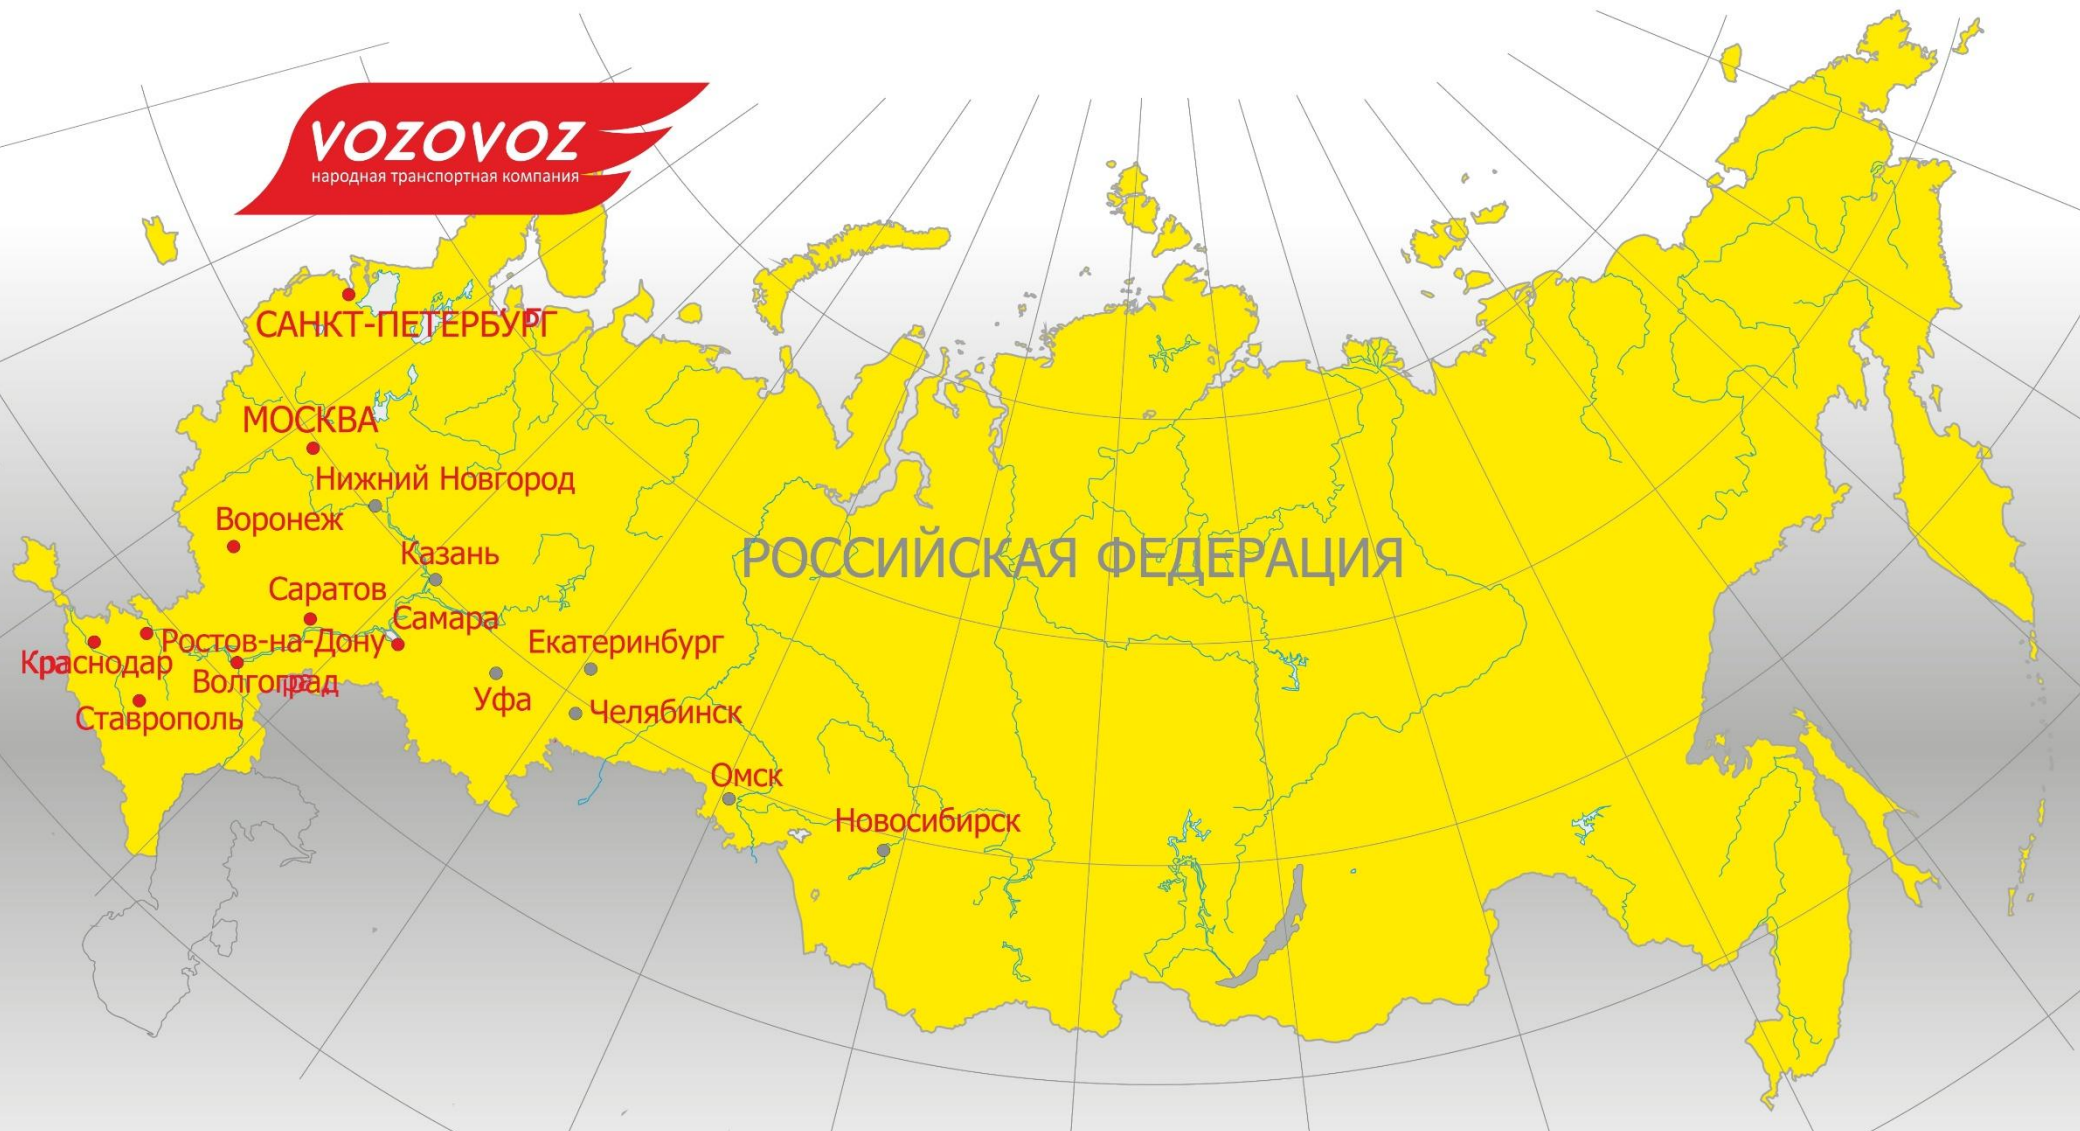 VOZOVOZ
народная транспортная компания
САНКТ-ПЕТЕРБУРГ
МОСКВА
Нижний Новгород
Воронеж
Казань
РОССИЙСКАЯ ФЕДЕРАЦИЯ
Саратов
Самара
Ростов-на-Дону
Екатеринбург
Краснодар
Волгоград
Уфа
Челябинск
Ставрополь
Омск
Новосибирск